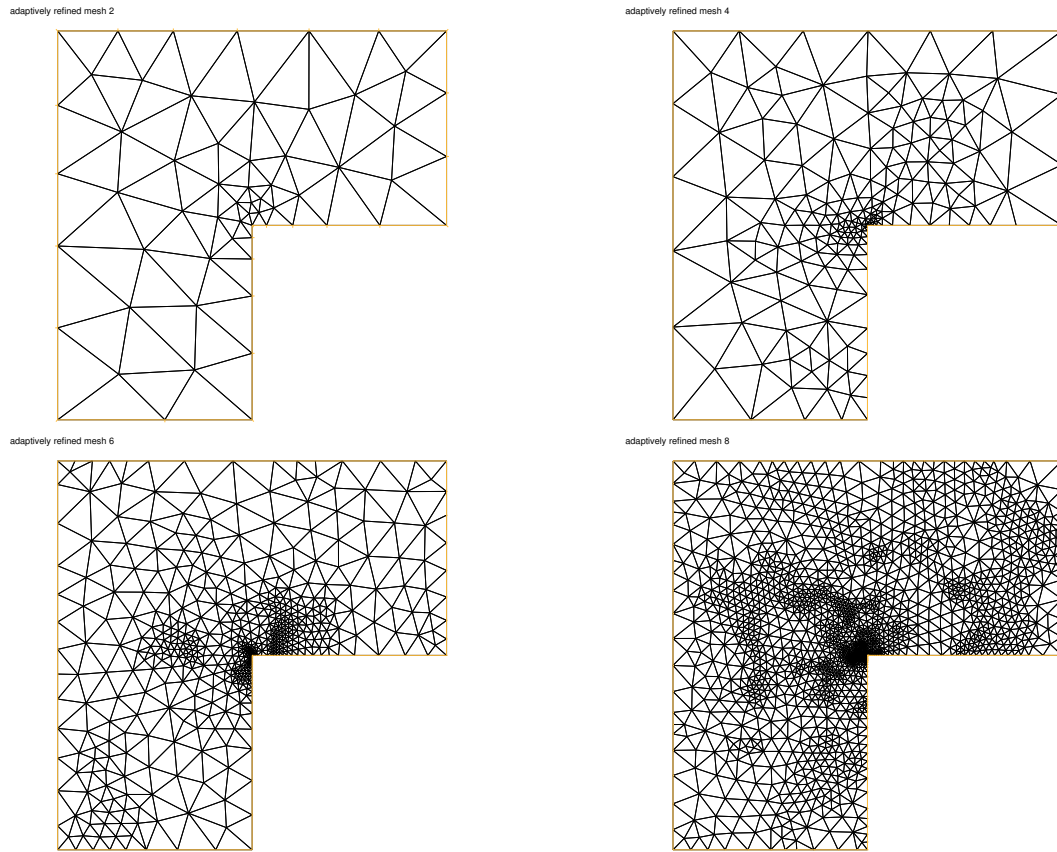 adaptively refined mesh 2
adaptively refined mesh 4
adaptively refined mesh 6
adaptively refined mesh 8